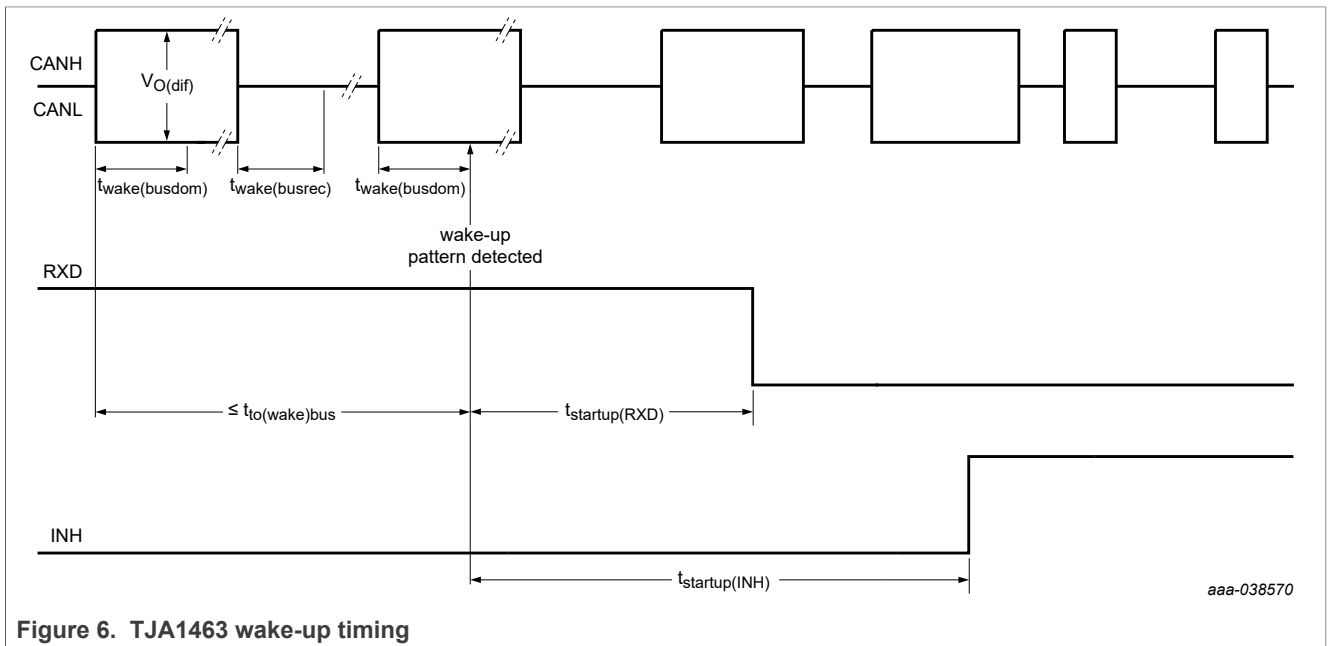 CANH
CANL
VO(dif)
twake(busdom)
twake(busrec)
twake(busdom)
wake-up
pattern detected
RXD
≤ tto(wake)bus
tstartup(RXD)
INH
tstartup(INH)
aaa-038570
Figure 6. TJA1463 wake-up timing